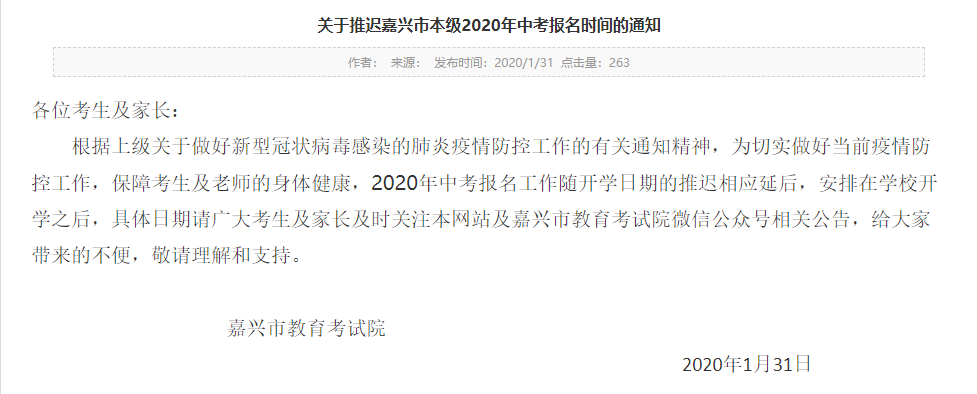 关于推迟嘉兴市本级2020年中考报名时间的通知
作者： 来源： 发布时间：2020/1/31 点击量：263
各位考生及家长：
根据上级关于做好新型冠状病毒感染的肺炎疫情防控工作的有关通知精神，为切实做好当前疫情防
控工作，保障考生及老师的身体健康，2020年中考报名工作随开学日期的推迟相应延后，安排在学校开
学之后，具体日期请广大考生及家长及时关注本网站及嘉兴市教育考试院微信公众号相关公告，给大家
带来的不便，敬请理解和支持。
嘉兴市教育考试院
2020年1月31日